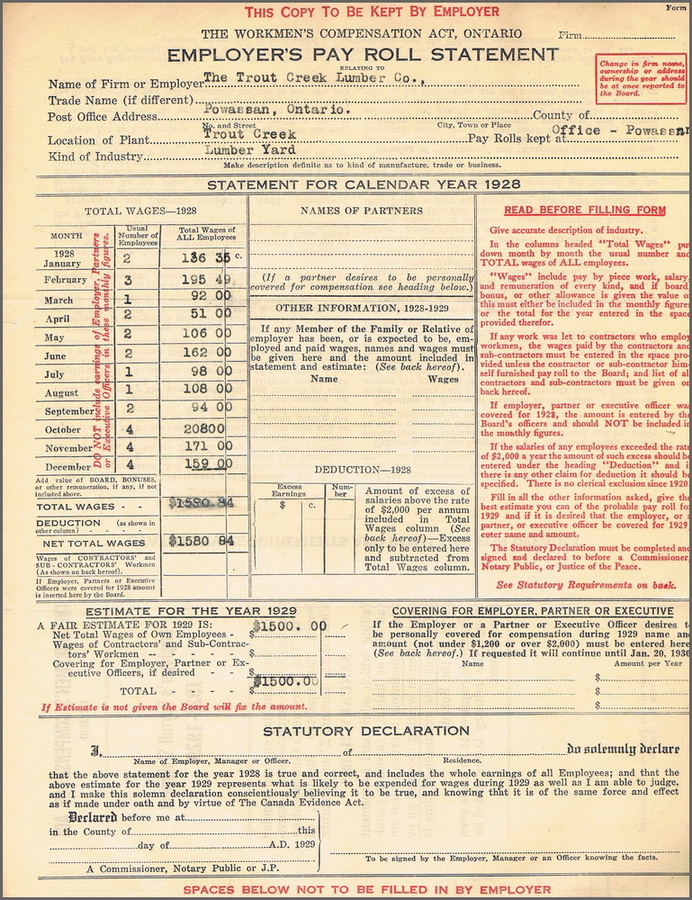 THIS COPY TO BE KEPT BY EMPLOYER
Form
THE WORKMEN'S COMPENSATION ACT, ONTARIO
Firm
EMPLOYER'S PAY ROLL STATEMENT
RELATING TO
Change in firm name, ownership or address during the year should be at once reported to the Board.
Name of Firm or Employer The Trout Creek Lumber Co.,
Trade Name (if different)
Post Office Address Powassan, Ontario. County of
No. and Street City, Town or Place
Location of Plant Trout Creek Pay Rolls kept at Office - Powassan
Kind of Industry Lumber Yard
Make description definite as to kind of manufacture, trade or business.
STATEMENT FOR CALENDAR YEAR 1928
TOTAL WAGES—1928
MONTH Usual Number of Employees Total Wages of ALL Employees
DO NOT include earnings of Employer, Partners or Executive Officers in these monthly figures.
1928
January 2 136 35 c.
February 3 195 49
March 1 92 00
April 2 51 00
May 2 106 00
June 2 162 00
July 1 98 00
August 1 108 00
September 2 94 00
October 4 20800
November 4 171 00
December 4 159 00
Add value of BOARD, BONUSES, or other remuneration, if any, if not included above.
TOTAL WAGES - - $1580 84
DEDUCTION (as shown in other column) - - -
NET TOTAL WAGES $1580 84
Wages of CONTRACTORS' and SUB-CONTRACTORS' Workmen (As shown on back hereof.)
If Employer, Partners or Executive Officers were covered for 1928 amount is inserted here by the Board.
NAMES OF PARTNERS
(If a partner desires to be personally covered for compensation see heading below.)
OTHER INFORMATION, 1928-1929
If any Member of the Family or Relative of employer has been, or is expected to be, employed and paid wages, names and wages must be given here and the amount included in statement and estimate: (See back hereof).
Name Wages
DEDUCTION—1928
Excess Earnings Number
$ c.
Amount of excess of salaries above the rate of $2,000 per annum included in Total Wages column (See back hereof)—Excess only to be entered here and subtracted from Total Wages column.
READ BEFORE FILLING FORM
Give accurate description of industry.
In the columns headed "Total Wages" put down month by month the usual number and TOTAL wages of ALL employees.
"Wages" include pay by piece work, salary, and remuneration of every kind, and if board, bonus, or other allowance is given the value of this must either be included in the monthly figures or the total for the year entered in the space provided therefor.
If any work was let to contractors who employ workmen, the wages paid by the contractors and sub-contractors must be entered in the space provided unless the contractor or sub-contractor himself furnished pay roll to the Board; and list of all contractors and sub-contractors must be given on back hereof.
If employer, partner or executive officer was covered for 1928, the amount is entered by the Board's officers and should NOT be included in the monthly figures.
If the salaries of any employees exceeded the rate of $2,000 a year the amount of such excess should be entered under the heading "Deduction" and if there is any other claim for deduction it should be specified. There is no clerical exclusion since 1920.
Fill in all the other information asked, give the best estimate you can of the probable pay roll for 1929 and if it is desired that the employer, or a partner, or executive officer be covered for 1929 enter name and amount.
The Statutory Declaration must be completed and signed and declared to before a Commissioner, Notary Public, or Justice of the Peace.
See Statutory Requirements on back.
ESTIMATE FOR THE YEAR 1929
A FAIR ESTIMATE FOR 1929 IS:
Net Total Wages of Own Employees - $1500. 00
Wages of Contractors' and Sub-Contractors' Workmen - - - - $
Covering for Employer, Partner or Executive Officers, if desired - - $
TOTAL - - - - $1500.00
If Estimate is not given the Board will fix the amount.
COVERING FOR EMPLOYER, PARTNER OR EXECUTIVE
If the Employer or a Partner or Executive Officer desires to be personally covered for compensation during 1929 name and amount (not under $1,200 or over $2,000) must be entered here (See back hereof.) If requested it will continue until Jan. 20, 1930
Name Amount per Year
$
$
STATUTORY DECLARATION
I, of do solemnly declare
Name of Employer, Manager or Officer. Residence.
that the above statement for the year 1928 is true and correct, and includes the whole earnings of all Employees; and that the
above estimate for the year 1929 represents what is likely to be expended for wages during 1929 as well as I am able to judge,
and I make this solemn declaration conscientiously believing it to be true, and knowing that it is of the same force and effect
as if made under oath and by virtue of The Canada Evidence Act.
Declared before me at
in the County of this
day of A.D. 1929
A Commissioner, Notary Public or J.P.
To be signed by the Employer, Manager or an Officer knowing the facts.
SPACES BELOW NOT TO BE FILLED IN BY EMPLOYER